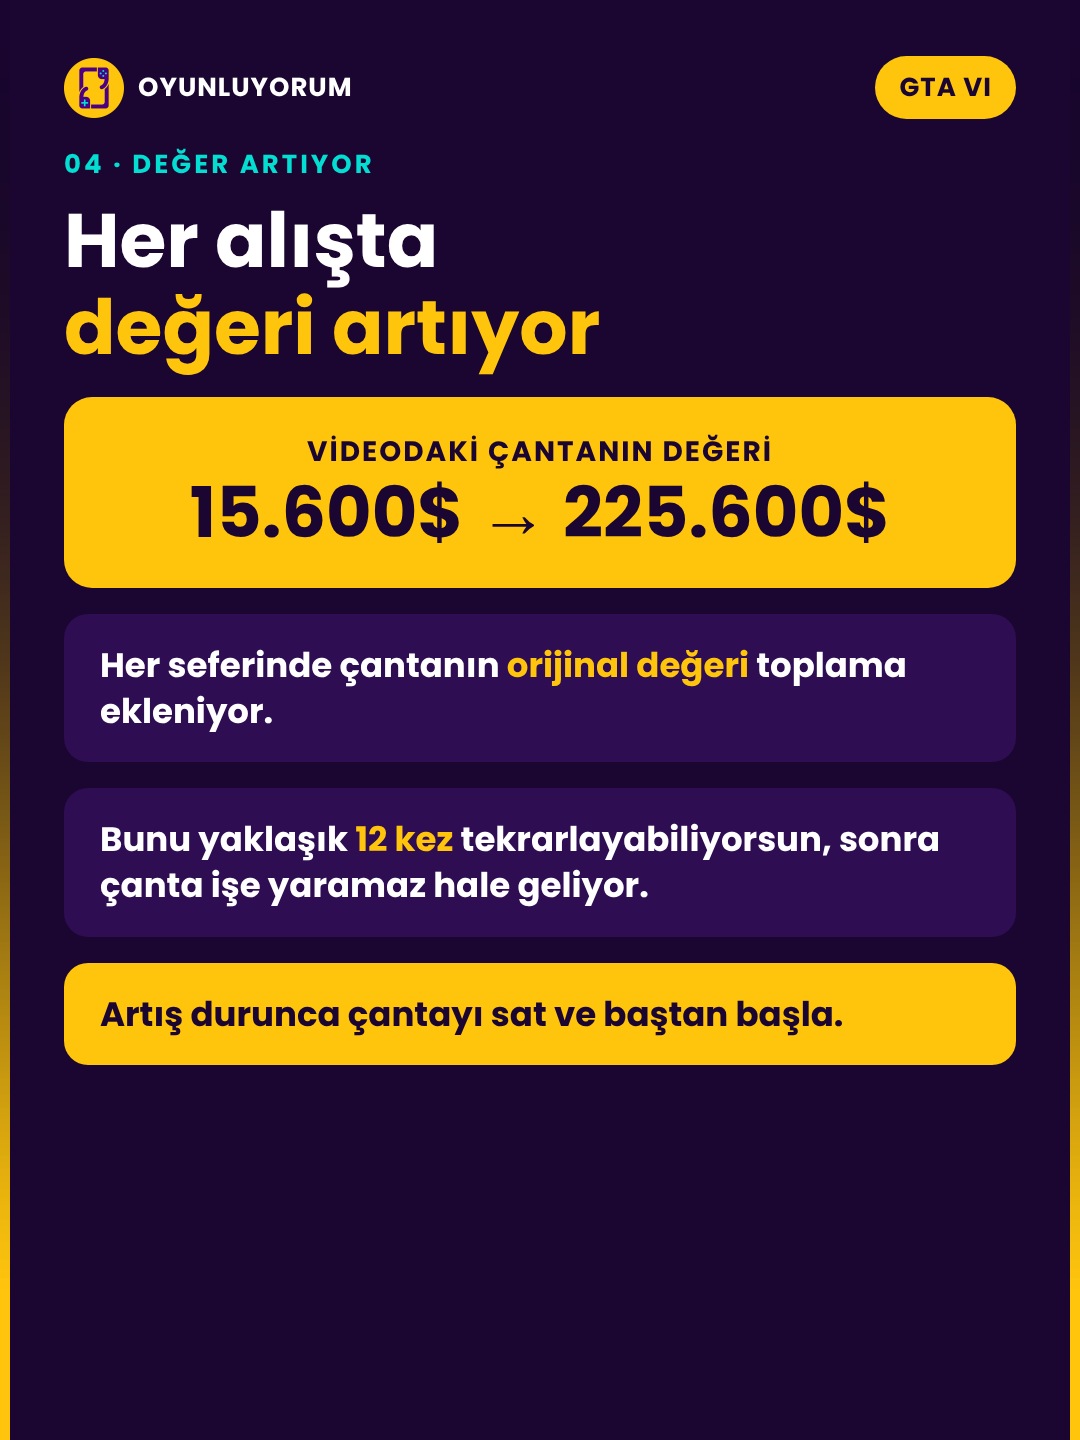 OYUNLUYORUM
GTA VI
04 · DEĞER ARTIYOR
Her alışta
değeri artıyor
VİDEODAKİ ÇANTANIN DEĞERİ
15.600$ → 225.600$
Her seferinde çantanın orijinal değeri toplama
ekleniyor.
Bunu yaklaşık 12 kez tekrarlayabiliyorsun, sonra
çanta işe yaramaz hale geliyor.
Artış durunca çantayı sat ve baştan başla.